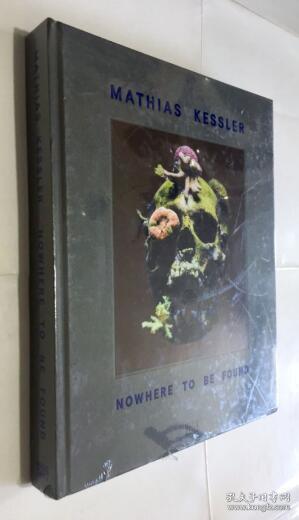 MATHIAS KESSLER
NOWHERE TO BE FOUND
MATHIAS KESSLER NOWHERE TO BE FOUND
孔夫子旧书网